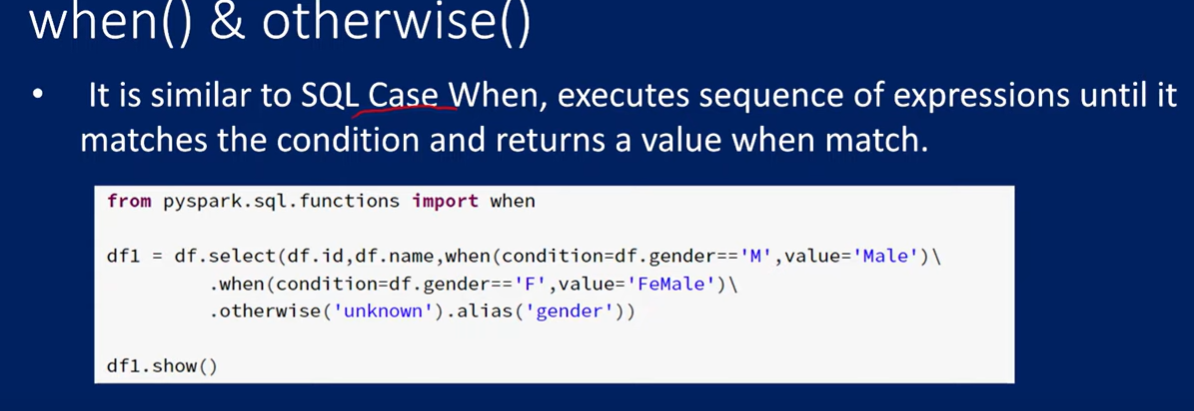 when() & otherwise()
• It is similar to SQL Case When, executes sequence of expressions until it
matches the condition and returns a value when match.
from pyspark.sql.functions import when
df1 = df.select(df.id,df.name,when(condition=df.gender=='M',value='Male')\
.when(condition=df.gender=='F',value='FeMale')\
.otherwise('unknown').alias('gender'))
df1.show()